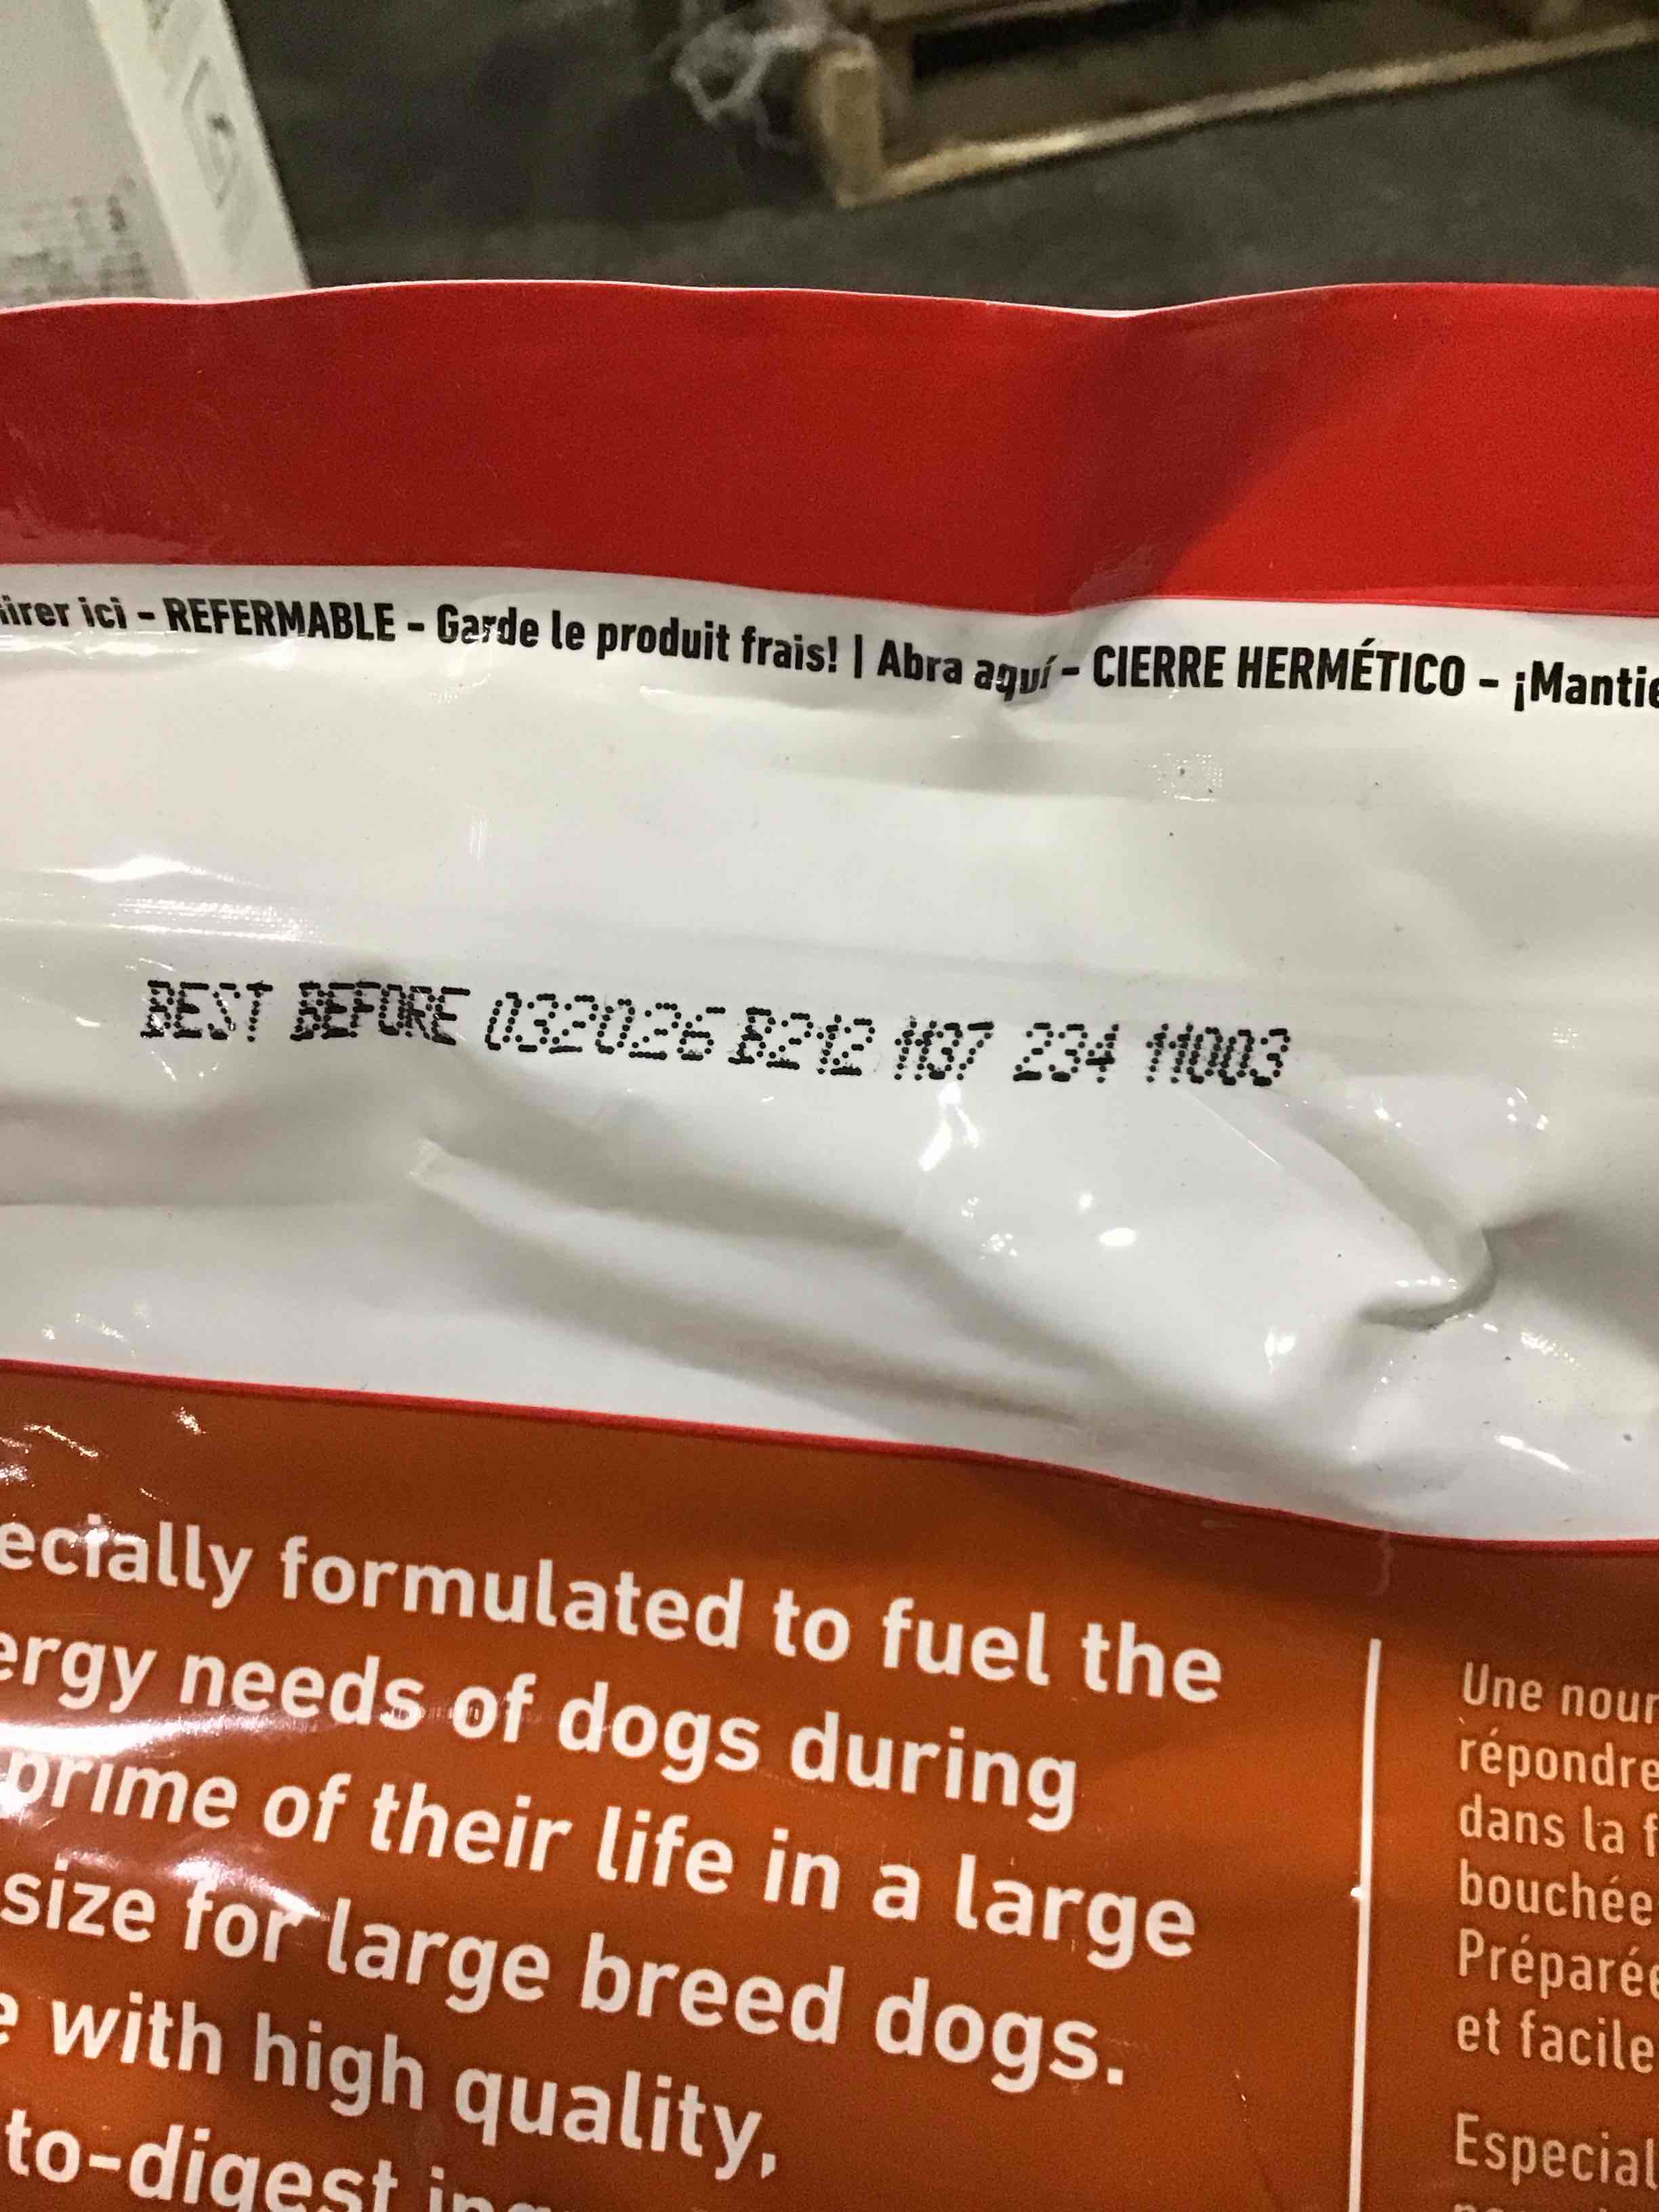 irer ici - REFERMABLE - Garde le produit frais! | Abra aquí - CIERRE HERMÉTICO - ¡Mantie
BEST BEFORE 032026 B212 1137 234 11003
ecially formulated to fuel the
ergy needs of dogs during
prime of their life in a large
size for large breed dogs.
e with high quality,
to-digest
Une nour
répondre
dans la f
bouchée
Préparée
et facile
Especial